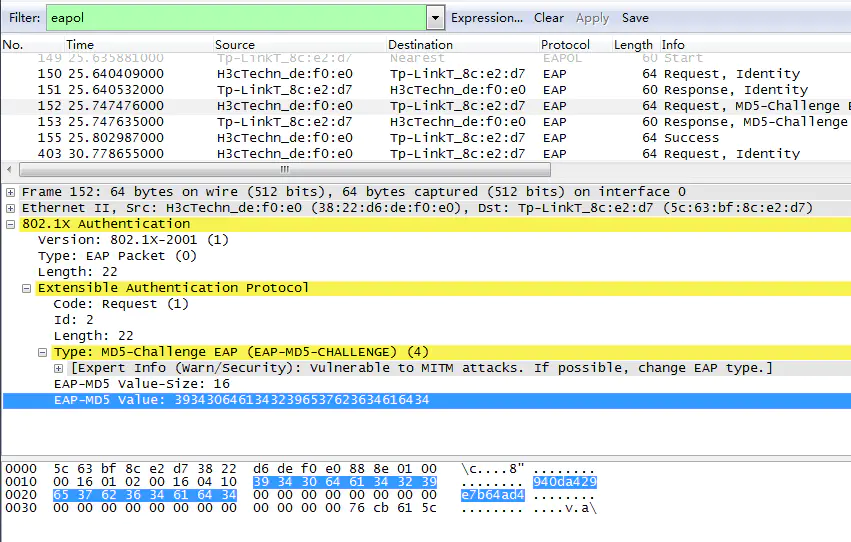 Filter: eapol Expression... Clear Apply Save
No. Time Source Destination Protocol Length Info
149 25.635881000 Tp-LinkT_8c:e2:d7 Nearest EAPOL 60 Start
150 25.640409000 H3cTechn_de:f0:e0 Tp-LinkT_8c:e2:d7 EAP 64 Request, Identity
151 25.640532000 Tp-LinkT_8c:e2:d7 H3cTechn_de:f0:e0 EAP 60 Response, Identity
152 25.747476000 H3cTechn_de:f0:e0 Tp-LinkT_8c:e2:d7 EAP 64 Request, MD5-Challenge E
153 25.747635000 Tp-LinkT_8c:e2:d7 H3cTechn_de:f0:e0 EAP 60 Response, MD5-Challenge
155 25.802987000 H3cTechn_de:f0:e0 Tp-LinkT_8c:e2:d7 EAP 64 Success
403 30.778655000 H3cTechn_de:f0:e0 Tp-LinkT_8c:e2:d7 EAP 64 Request, Identity
Frame 152: 64 bytes on wire (512 bits), 64 bytes captured (512 bits) on interface 0
Ethernet II, Src: H3cTechn_de:f0:e0 (38:22:d6:de:f0:e0), Dst: Tp-LinkT_8c:e2:d7 (5c:63:bf:8c:e2:d7)
802.1X Authentication
Version: 802.1X-2001 (1)
Type: EAP Packet (0)
Length: 22
Extensible Authentication Protocol
Code: Request (1)
Id: 2
Length: 22
Type: MD5-Challenge EAP (EAP-MD5-CHALLENGE) (4)
[Expert Info (Warn/Security): Vulnerable to MITM attacks. If possible, change EAP type.]
EAP-MD5 Value-Size: 16
EAP-MD5 Value: 39343064613432396537623634616434
0000 5c 63 bf 8c e2 d7 38 22 d6 de f0 e0 88 8e 01 00 \c....8" ........
0010 00 16 01 02 00 16 04 10 39 34 30 64 61 34 32 39 ........ 940da429
0020 65 37 62 36 34 61 64 34 00 00 00 00 00 00 00 00 e7b64ad4 ........
0030 00 00 00 00 00 00 00 00 00 00 00 00 76 cb 61 5c ........ ....v.a\